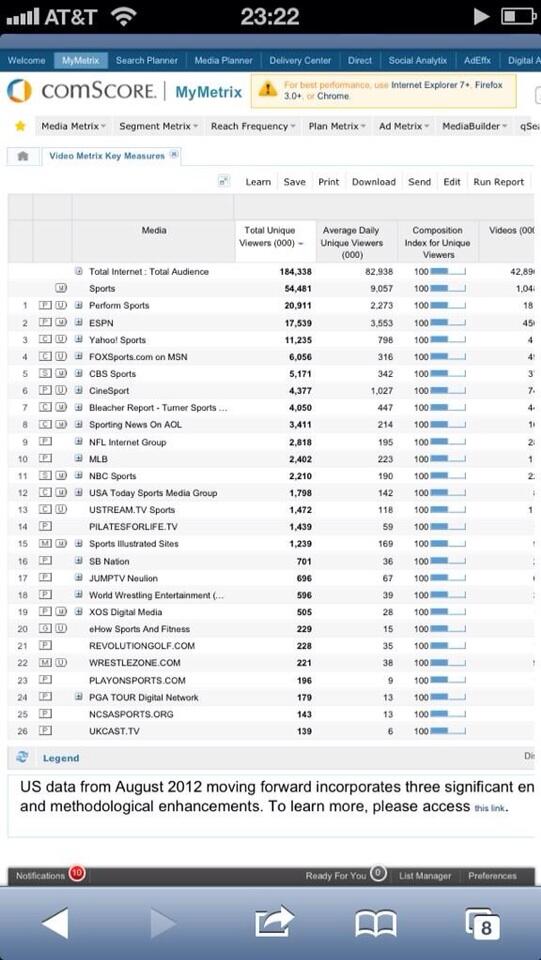 AT&T 23:22
Welcome MyMetrix Search Planner Media Planner Delivery Center Direct Social Analytix AdEffx Digital A
comSCORE. MyMetrix
For best performance, use Internet Explorer 7+, Firefox
3.0+, or Chrome.
Media Metrix Segment Metrix Reach Frequency Plan Metrix Ad Metrix MediaBuilder qSea
Video Metrix Key Measures
Learn Save Print Download Send Edit Run Report
Media Total Unique Viewers (000) Average Daily Unique Viewers (000) Composition Index for Unique Viewers Videos (000
Total Internet : Total Audience 184,338 82,938 100 42,89
U Sports 54,481 9,057 100 1,04
1 P U Perform Sports 20,911 2,273 100 18
2 P U ESPN 17,539 3,553 100 45
3 C U Yahoo! Sports 11,235 798 100 4
4 C U FOXSports.com on MSN 6,056 316 100 4
5 S U CBS Sports 5,171 342 100 3
6 P U CineSport 4,377 1,027 100 7
7 C U Bleacher Report - Turner Sports ... 4,050 447 100 4
8 C U Sporting News On AOL 3,411 214 100 1
9 P NFL Internet Group 2,818 195 100 2
10 P MLB 2,402 223 100 1
11 S U NBC Sports 2,210 190 100 2
12 C U USA Today Sports Media Group 1,798 142 100
13 C U USTREAM.TV Sports 1,472 118 100 1
14 P PILATESFORLIFE.TV 1,439 59 100
15 M U Sports Illustrated Sites 1,239 169 100
16 P SB Nation 701 36 100
17 P JUMPTV Neulion 696 67 100
18 P World Wrestling Entertainment (... 596 39 100
19 P U XOS Digital Media 505 28 100
20 G U eHow Sports And Fitness 229 15 100
21 P REVOLUTIONGOLF.COM 228 35 100
22 M U WRESTLEZONE.COM 221 38 100
23 P PLAYONSPORTS.COM 196 9 100
24 P PGA TOUR Digital Network 179 13 100
25 P NCSASPORTS.ORG 143 13 100
26 P UKCAST.TV 139 6 100
Legend Di
US data from August 2012 moving forward incorporates three significant en
and methodological enhancements. To learn more, please access this link.
Notifications 10 Ready For You 0 List Manager Preferences
8